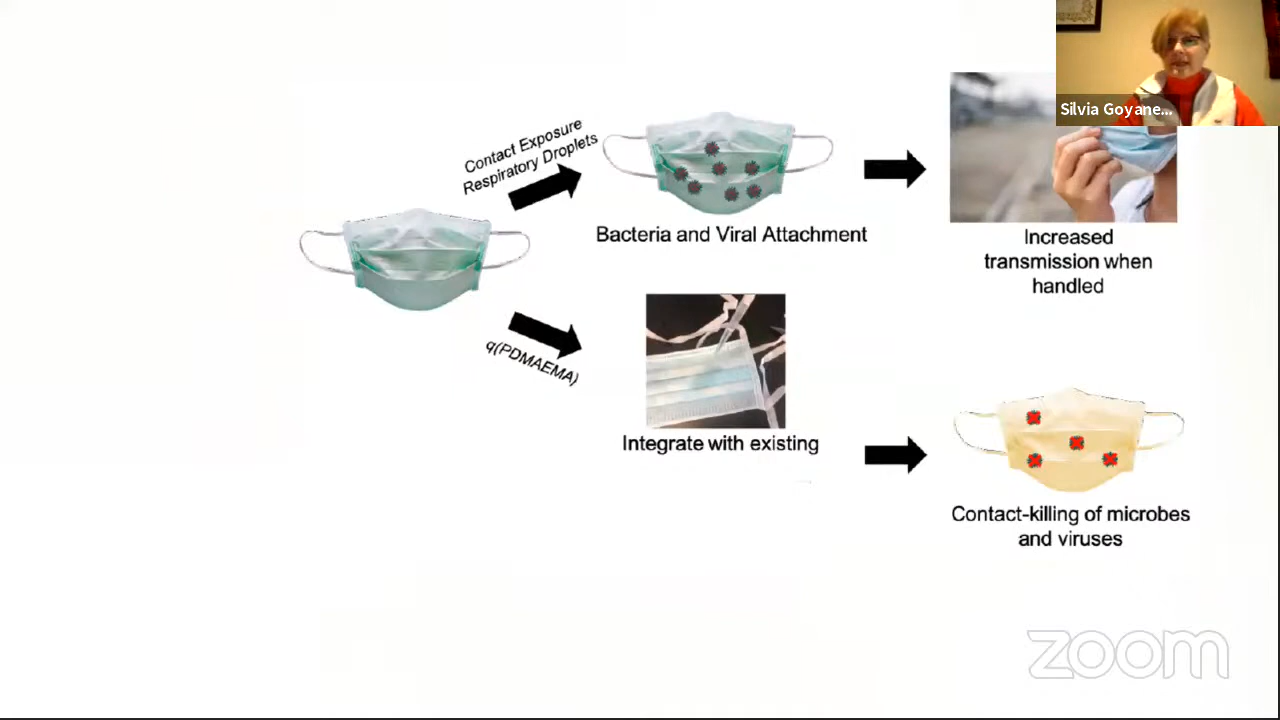 Silvia Goyane...
Contact Exposure
Respiratory Droplets
Bacteria and Viral Attachment
Increased
transmission when
handled
q(PDMAEMA)
Integrate with existing
Contact-killing of microbes
and viruses
zoom